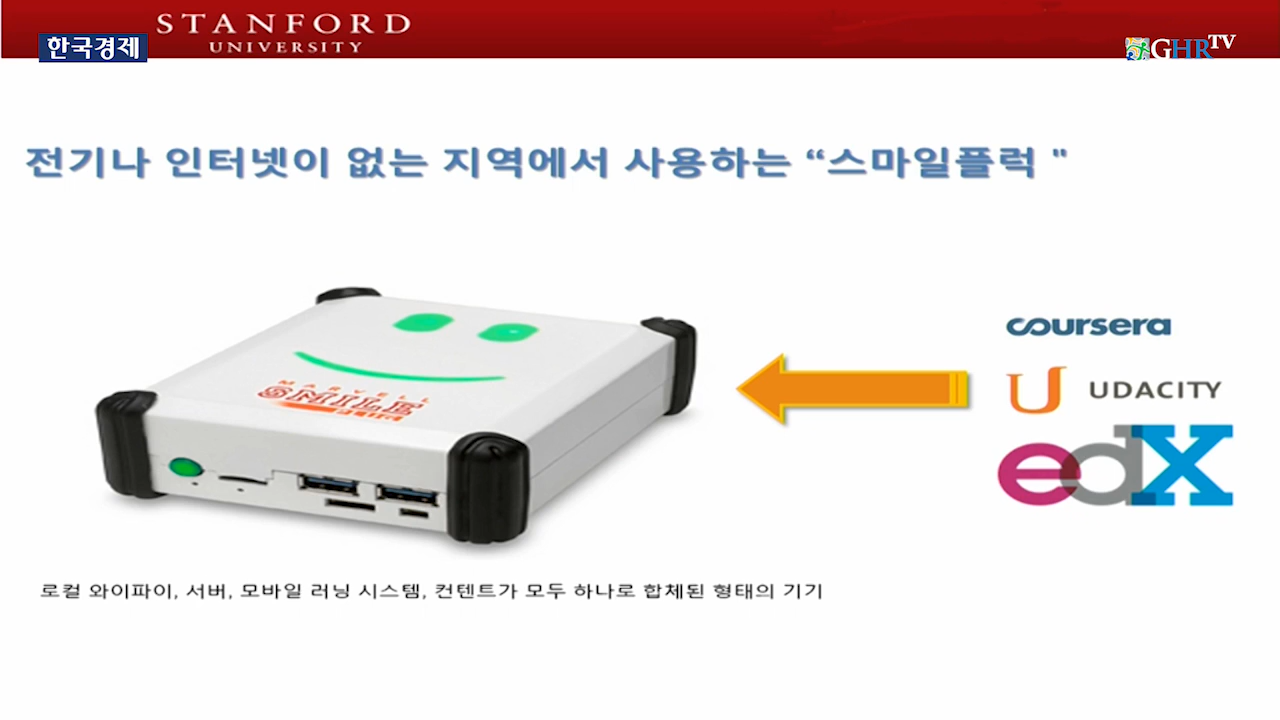 STANFORD
UNIVERSITY
한국경제
GHR TV
전기나 인터넷이 없는 지역에서 사용하는 “스마일플럭 "
coursera
UDACITY
edX
MARVELL
SMILE
로컬 와이파이, 서버, 모바일 러닝 시스템, 컨텐트가 모두 하나로 합체된 형태의 기기